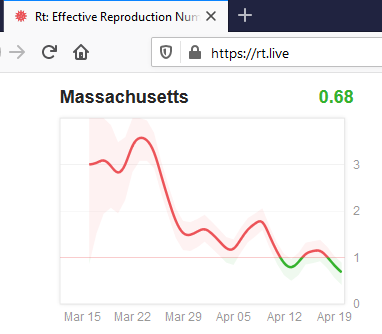 Rt: Effective Reproduction Num
https://rt.live
Massachusetts 0.68
3
2
1
0
Mar 15 Mar 22 Mar 29 Apr 05 Apr 12 Apr 19